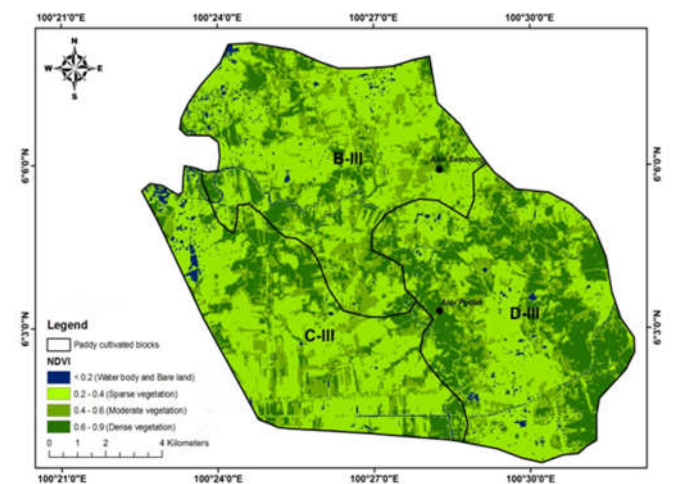 100°21'0"E 100°24'0"E 100°27'0"E 100°30'0"E
N
W E
S
6°6'0"N
6°6'0"N
B-III
Alor
6°3'0"N
6°3'0"N
C-III
D-III
Alor
Legend
Paddy cultivated blocks
NDVI
< 0.2 (Water body and Bare land)
0.2 - 0.4 (Sparse vegetation)
0.4 - 0.6 (Moderate vegetation)
0.6 - 0.9 (Dense vegetation)
0 1 2 4 Kilometers
100°21'0"E 100°24'0"E 100°27'0"E 100°30'0"E